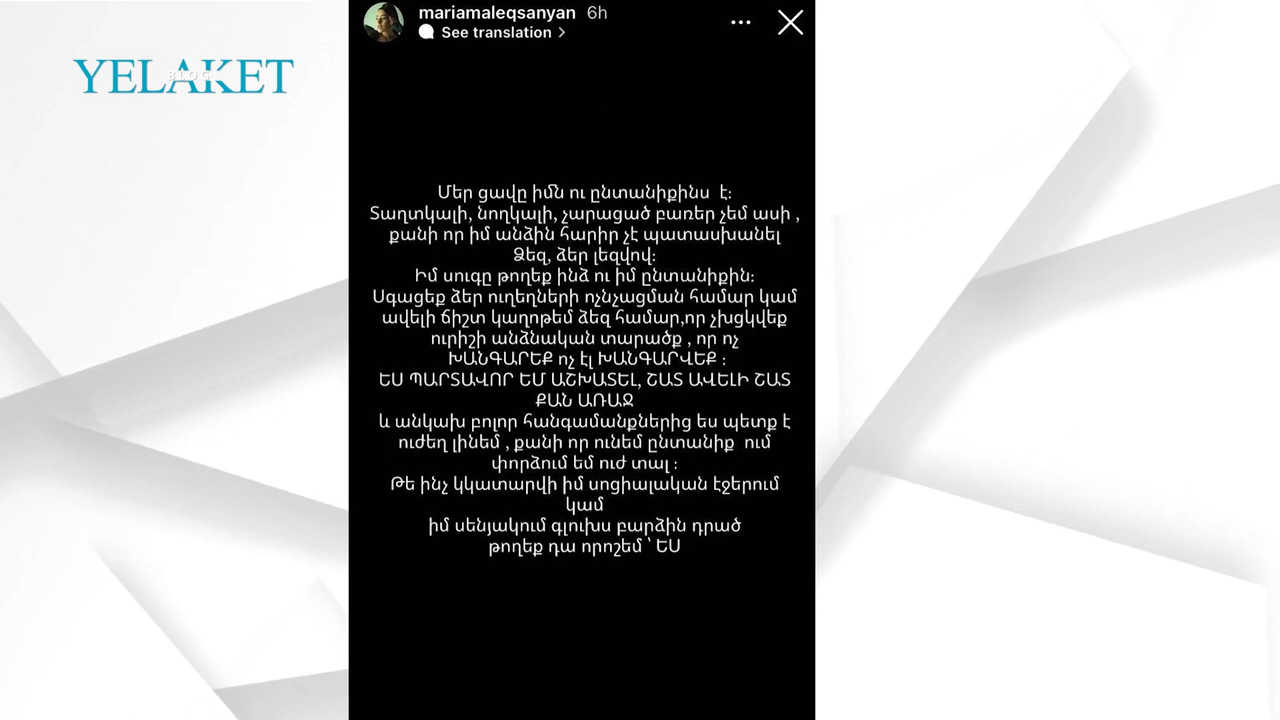 mariamaleqsanyan 6h
See translation >
YELAKET
BLOG
Մեր ցավը իմն ու ընտանիքինս է։
Տաղտկալի, նողկալի, չարացած բառեր չեմ ասի ,
քանի որ իմ անձին հարիր չէ պատասխանել
Ձեզ, ձեր լեզվով։
Իմ սուգը թողեք ինձ ու իմ ընտանիքին։
Սգացեք ձեր ուղեղների ոչնչացման համար կամ
ավելի ճիշտ կաղոթեմ ձեզ համար,որ չխցկվեք
ուրիշի անձնական տարածք , որ ոչ
ԽԱՆԳԱՐԵՔ ոչ էլ ԽԱՆԳԱՐՎԵՔ ։
ԵՍ ՊԱՐՏԱՎՈՐ ԵՄ ԱՇԽԱՏԵԼ, ՇԱՏ ԱՎԵԼԻ ՇԱՏ
ՔԱՆ ԱՌԱՋ
և անկախ բոլոր հանգամանքներից ես պետք է
ուժեղ լինեմ , քանի որ ունեմ ընտանիք ում
փորձում եմ ուժ տալ ։
Թե ինչ կկատարվի իմ սոցիալական էջերում
կամ
իմ սենյակում գլուխս բարձին դրած
թողեք դա որոշեմ ՝ ԵՍ